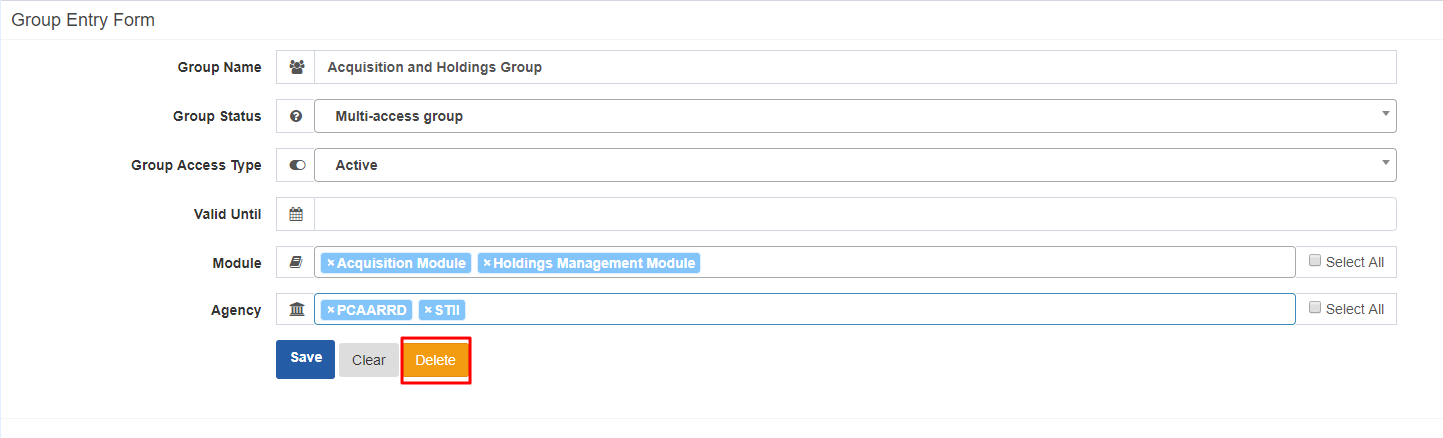 Group Entry Form
Group Name Acquisition and Holdings Group
Group Status Multi-access group
Group Access Type Active
Valid Until
Module ×Acquisition Module ×Holdings Management Module Select All
Agency ×PCAARRD ×STII Select All
Save Clear Delete